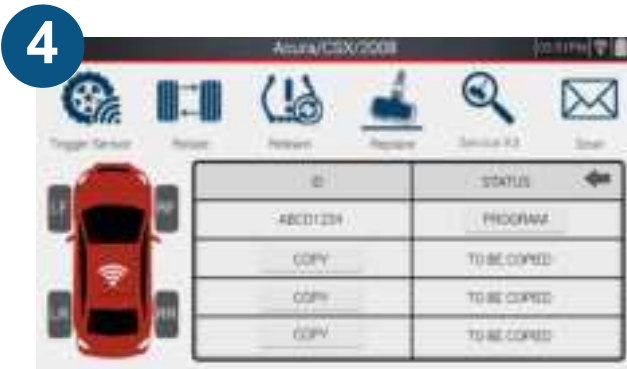 4
Acura/CSX/2008
Trigger Sensor Rotate Relearn Replace Service Kit Email
ID STATUS
LF RF
ABCD1234 PROGRAM
COPY TO BE COPIED
COPY TO BE COPIED
LR RR
COPY TO BE COPIED